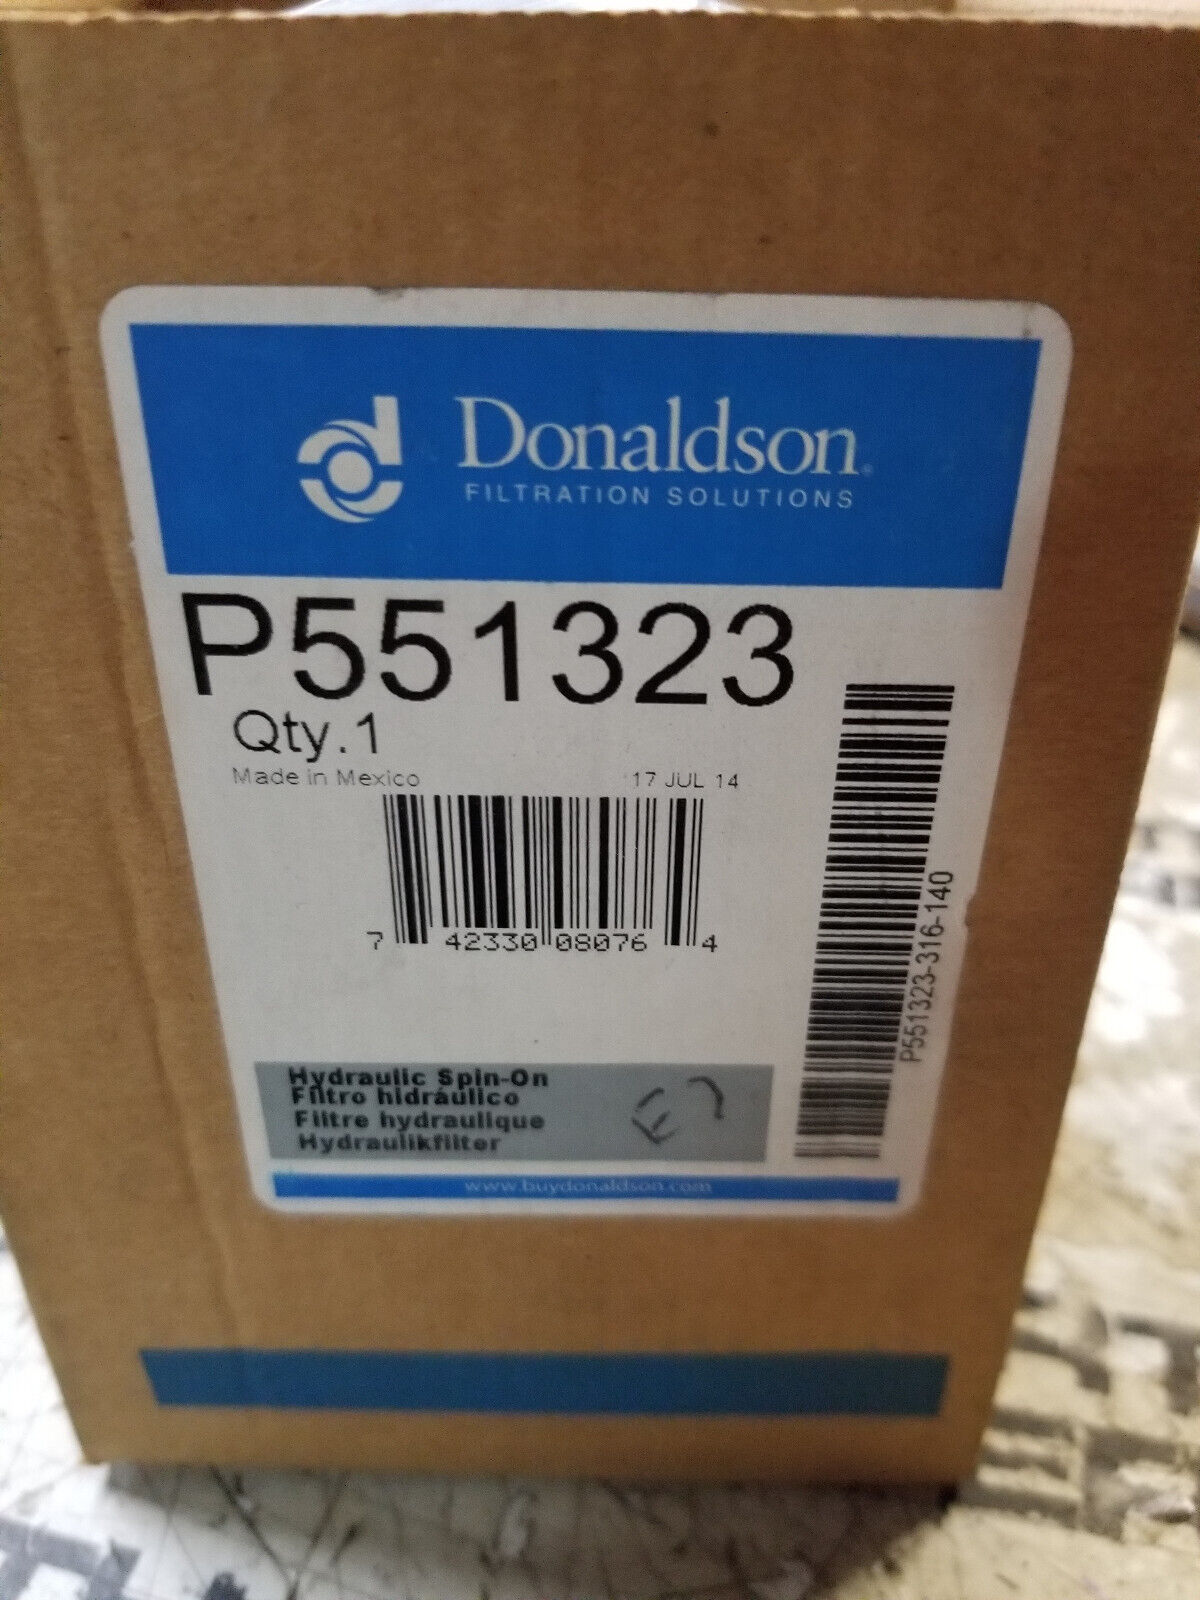 Donaldson®
FILTRATION SOLUTIONS
P551323
Qty.1
Made in Mexico
17 JUL 14
7 42330 08076 4
P551323-316-140
Hydraulic Spin-On
Filtro hidráulico
Filtre hydraulique
Hydraulikfilter
www.buydonaldson.com